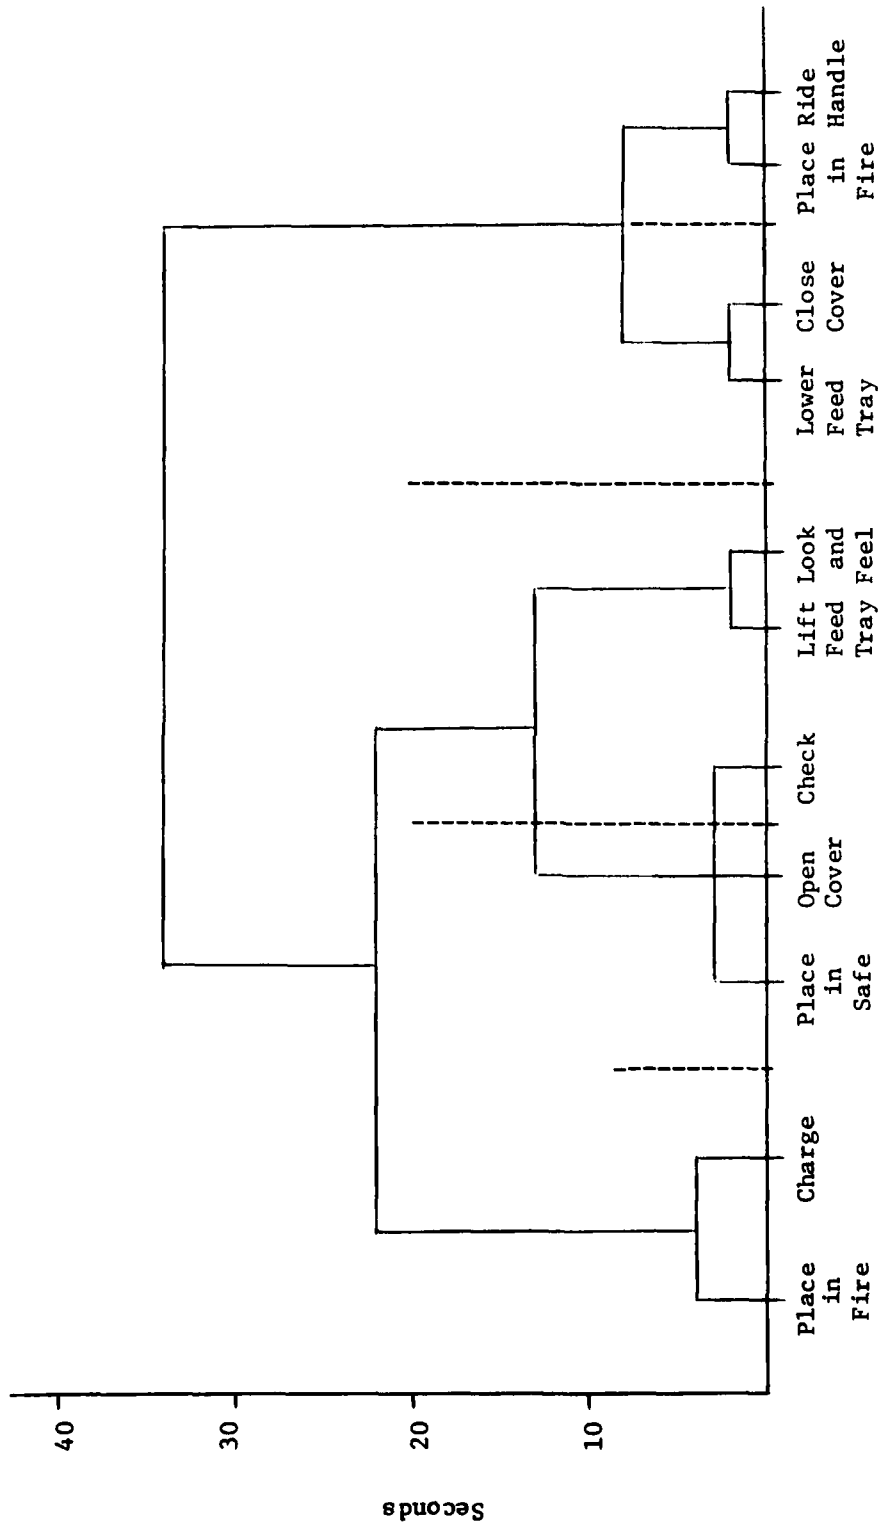 40
30
20
10
Seconds
Place
in
Fire
Charge
Place
in
Safe
Open
Cover
Check
Lift
Feed
Tray
Look
and
Feel
Lower
Feed
Tray
Close
Cover
Place
in
Fire
Ride
Handle